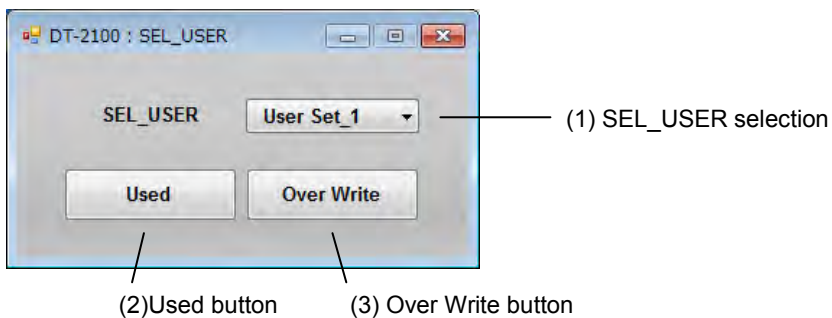 DT-2100 : SEL_USER
SEL_USER
User Set_1
(1) SEL_USER selection
Used
Over Write
(2)Used button
(3) Over Write button